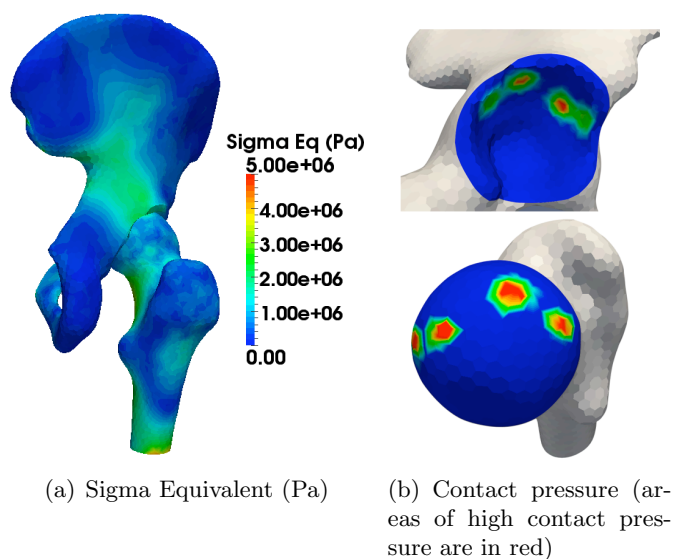 Sigma Eq (Pa)
5.00e+06
4.00e+06
3.00e+06
2.00e+06
1.00e+06
0.00
(a) Sigma Equivalent (Pa)
(b) Contact pressure (ar-
eas of high contact pres-
sure are in red)